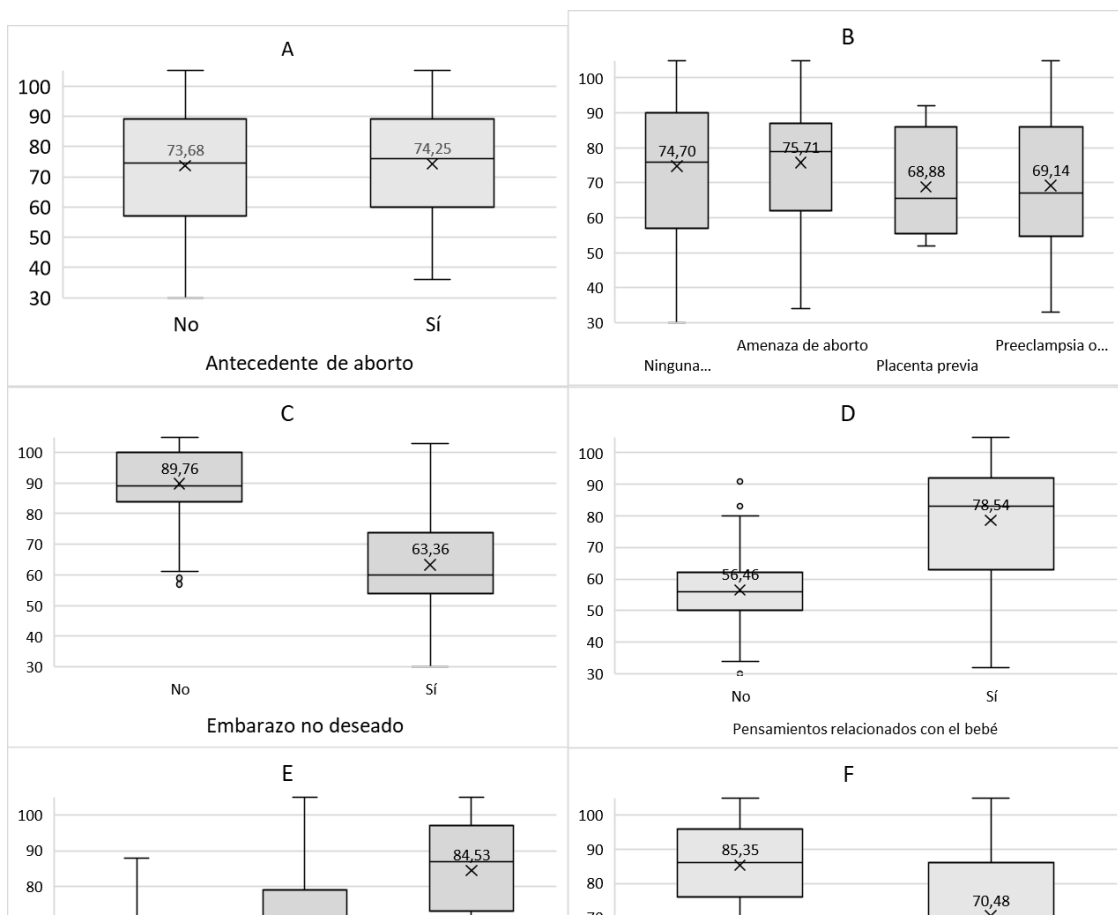 A
100
90
80
70
60
50
40
30
73,68
74,25
No
Sí
Antecedente de aborto
B
100
90
80
70
60
50
40
30
74,70
75,71
68,88
69,14
Amenaza de aborto
Preeclampsia o...
Ninguna...
Placenta previa
C
100
90
80
70
60
50
40
30
89,76
63,36
No
Sí
Embarazo no deseado
D
100
90
80
70
60
50
40
30
56,46
78,54
No
Sí
Pensamientos relacionados con el bebé
E
100
90
80
84,53
F
100
90
80
70
85,35
70,48